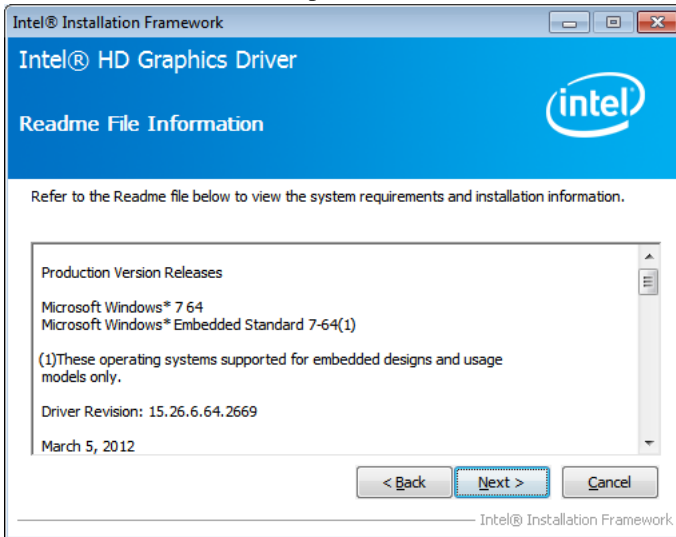 Intel® Installation Framework
Intel® HD Graphics Driver
intel
Readme File Information
Refer to the Readme file below to view the system requirements and installation information.
Production Version Releases
Microsoft Windows* 7 64
Microsoft Windows* Embedded Standard 7-64(1)
(1)These operating systems supported for embedded designs and usage
models only.
Driver Revision: 15.26.6.64.2669
March 5, 2012
< Back Next > Cancel
Intel® Installation Framework